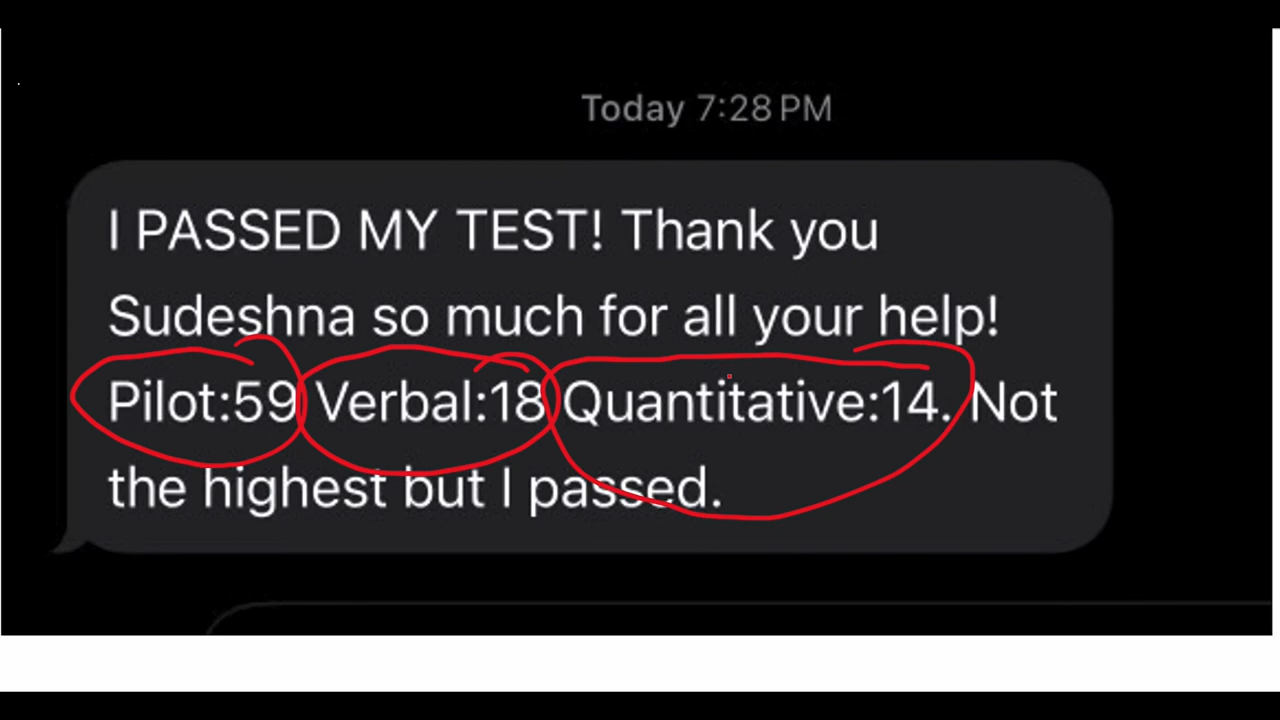 Today 7:28 PM
I PASSED MY TEST! Thank you
Sudeshna so much for all your help!
Pilot:59 Verbal:18 Quantitative:14. Not
the highest but I passed.